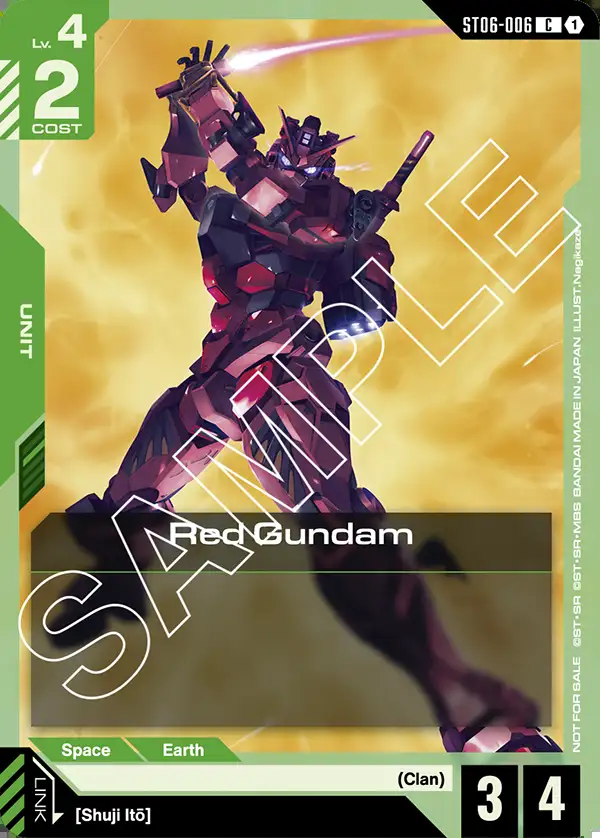 ST06-006 C 1
Lv. 4
2
COST
UNIT
SAMPLE
Red Gundam
NOT FOR SALE ©ST・SR ©ST・SR・MBS BANDAI MADE IN JAPAN ILLUST.Nagikaze
Space Earth
(Clan)
LINK
[Shuji Itō]
3 4